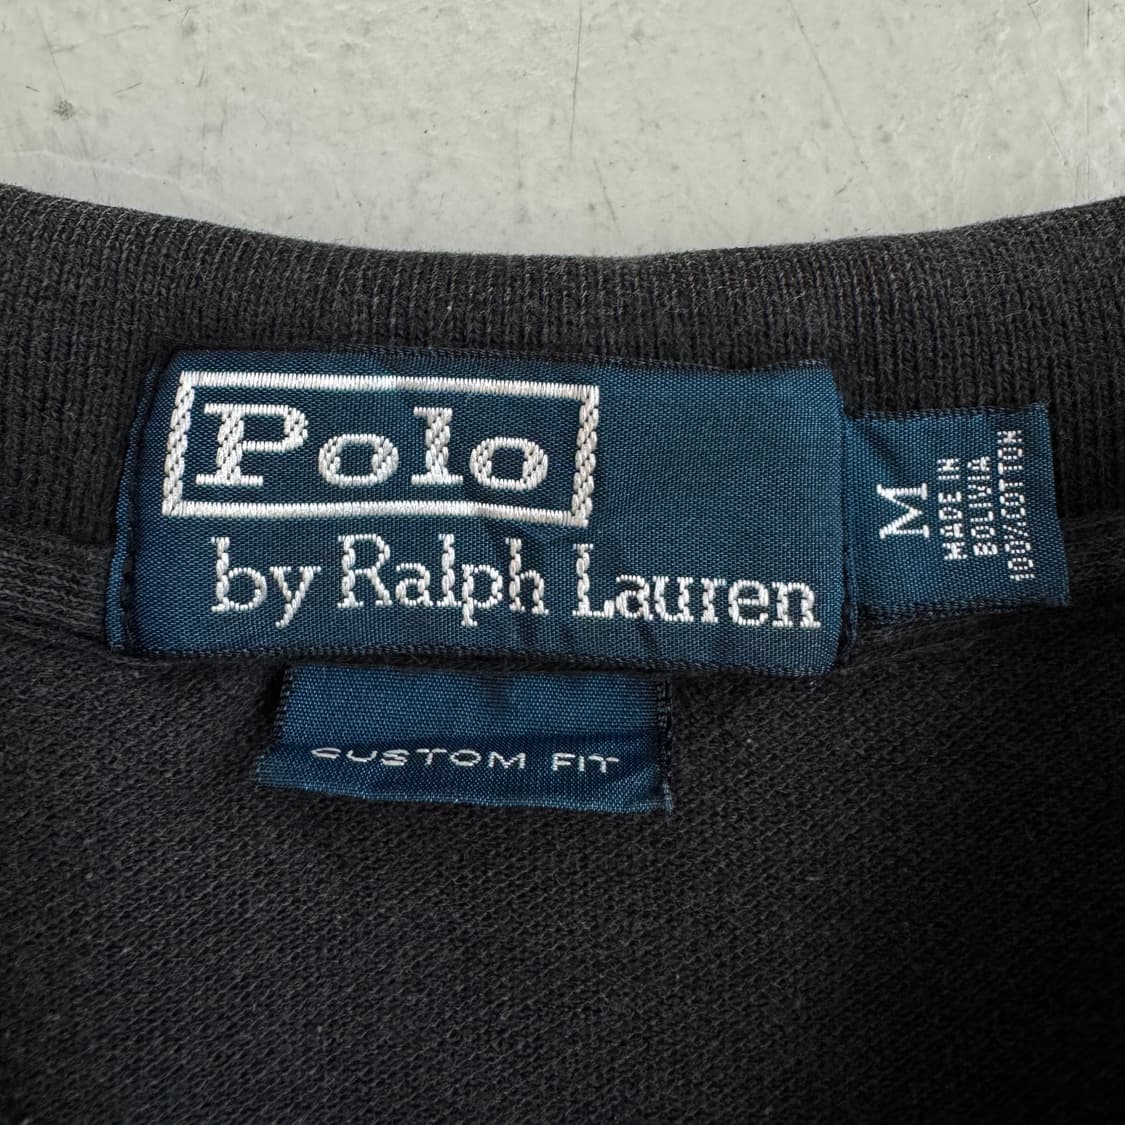 Polo
by Ralph Lauren
M
MADE IN
BOLIVIA
100% COTTON
CUSTOM FIT